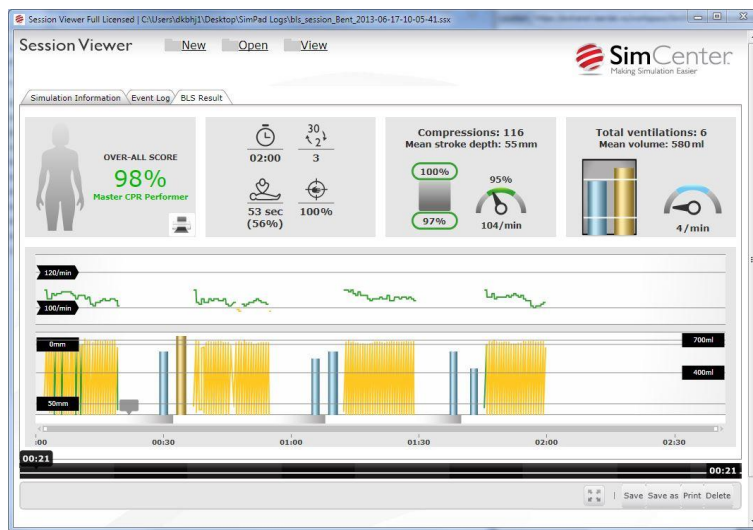 Session Viewer Full Licensed | C:\Users\dkbhj1\Desktop\SimPad Logs\bls_session_Bent_2013-06-17-10-05-41.ssx
Session Viewer
New Open View
SimCenter
Making Simulation Easier
Simulation Information Event Log BLS Result
OVER-ALL SCORE
98%
Master CPR Performer
02:00
30
2
3
53 sec
(56%)
100%
Compressions: 116
Mean stroke depth: 55mm
100%
97%
95%
104/min
Total ventilations: 6
Mean volume: 580ml
4/min
120/min
100/min
0mm
50mm
700ml
400ml
:00 00:30 01:00 01:30 02:00 02:30
00:21
00:21
Save Save as Print Delete